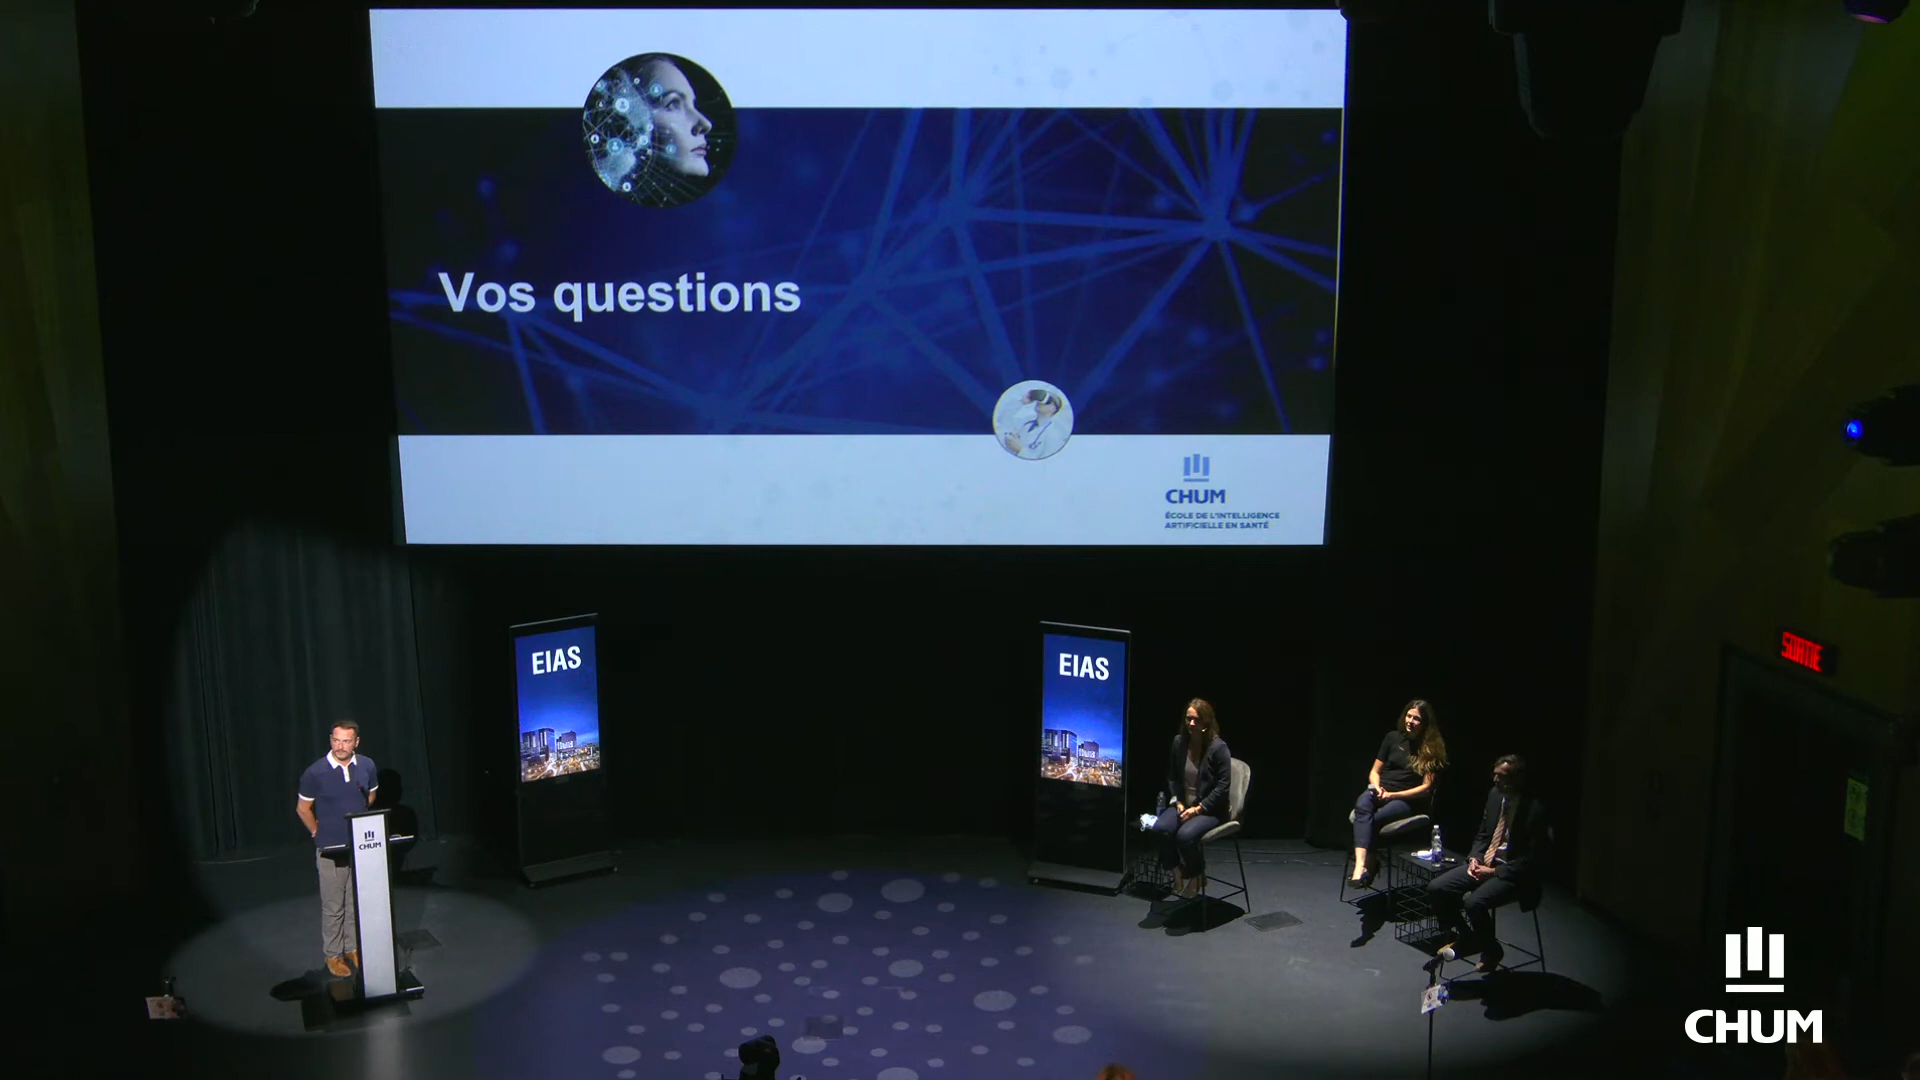 Vos questions
CHUM
ÉCOLE DE L'INTELLIGENCE
ARTIFICIELLE EN SANTÉ
EIAS
EIAS
SORTIE
CHUM
CHUM